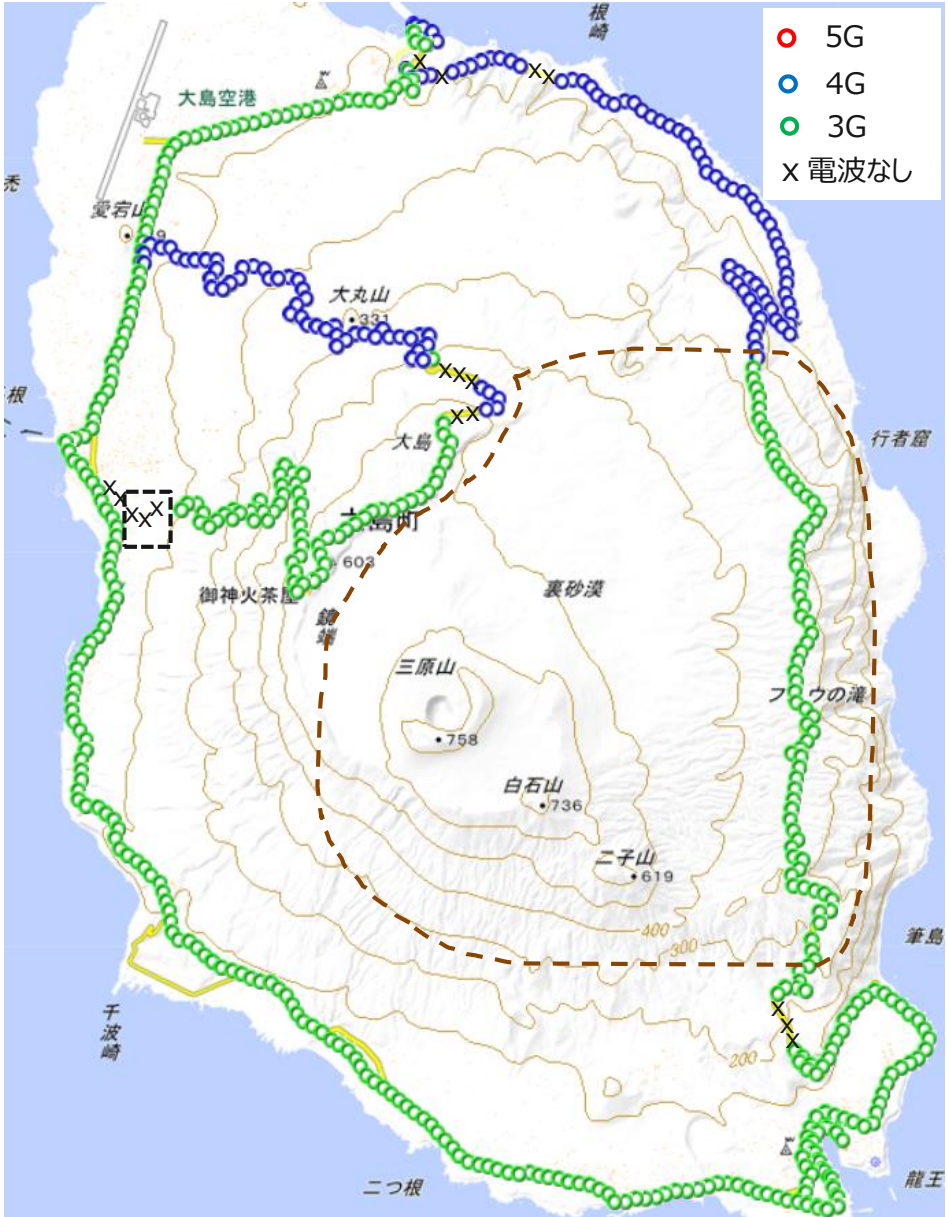 根崎
5G
4G
3G
x 電波なし
x
x
x x
大島空港
禿
愛宕山
大丸山
331
x x x
根
x x
大島
行者窟
x x x x x
603
御神火茶屋
裏砂漠
鏡端
三原山
フノウの滝
758
白石山
736
二子山
619
400
300
筆島
千波崎
x x x
200
二つ根
龍王